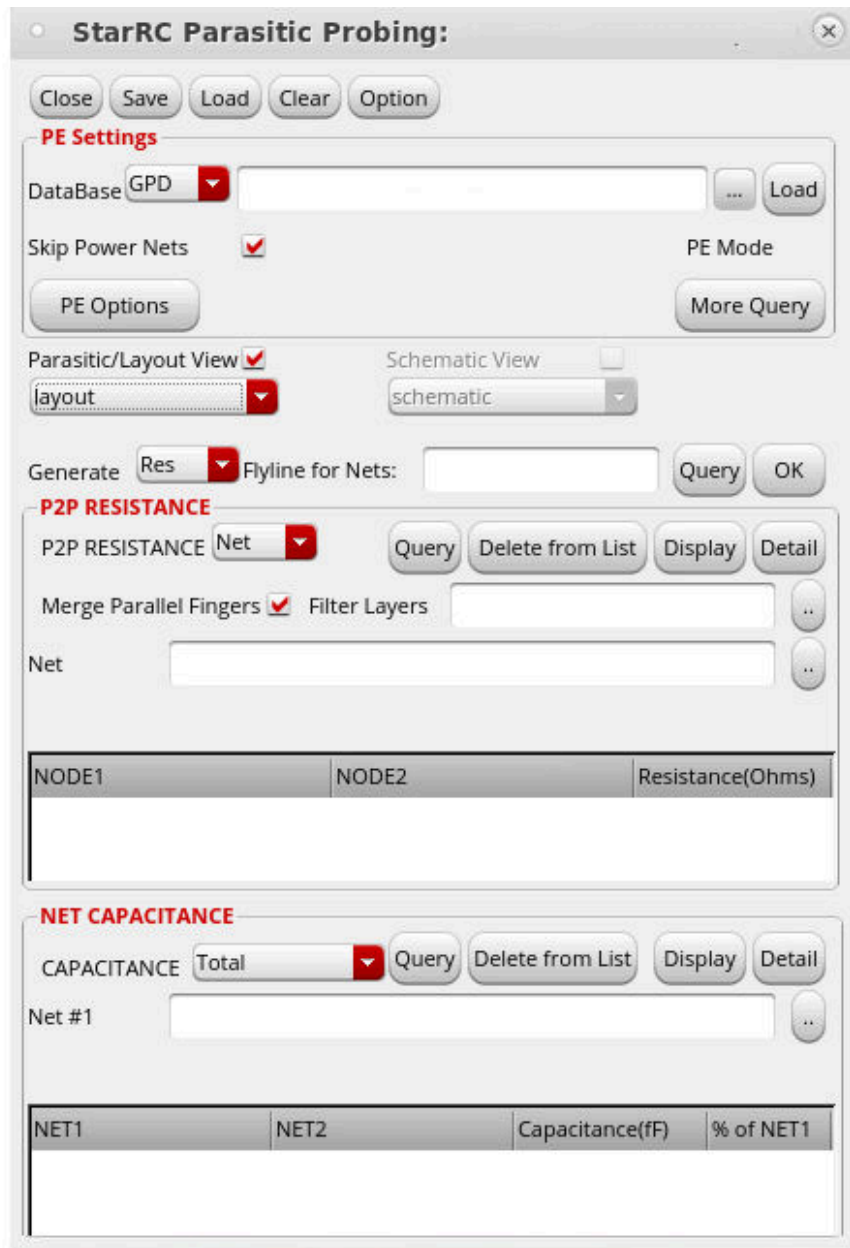 StarRC Parasitic Probing:
Close Save Load Clear Option
PE Settings
DataBase GPD ... Load
Skip Power Nets PE Mode
PE Options More Query
Parasitic/Layout View Schematic View
layout schematic
Generate Res Flyline for Nets: Query OK
P2P RESISTANCE
P2P RESISTANCE Net Query Delete from List Display Detail
Merge Parallel Fingers Filter Layers ..
Net ..
NODE1 NODE2 Resistance(Ohms)
NET CAPACITANCE
CAPACITANCE Total Query Delete from List Display Detail
Net #1 ..
NET1 NET2 Capacitance(fF) % of NET1